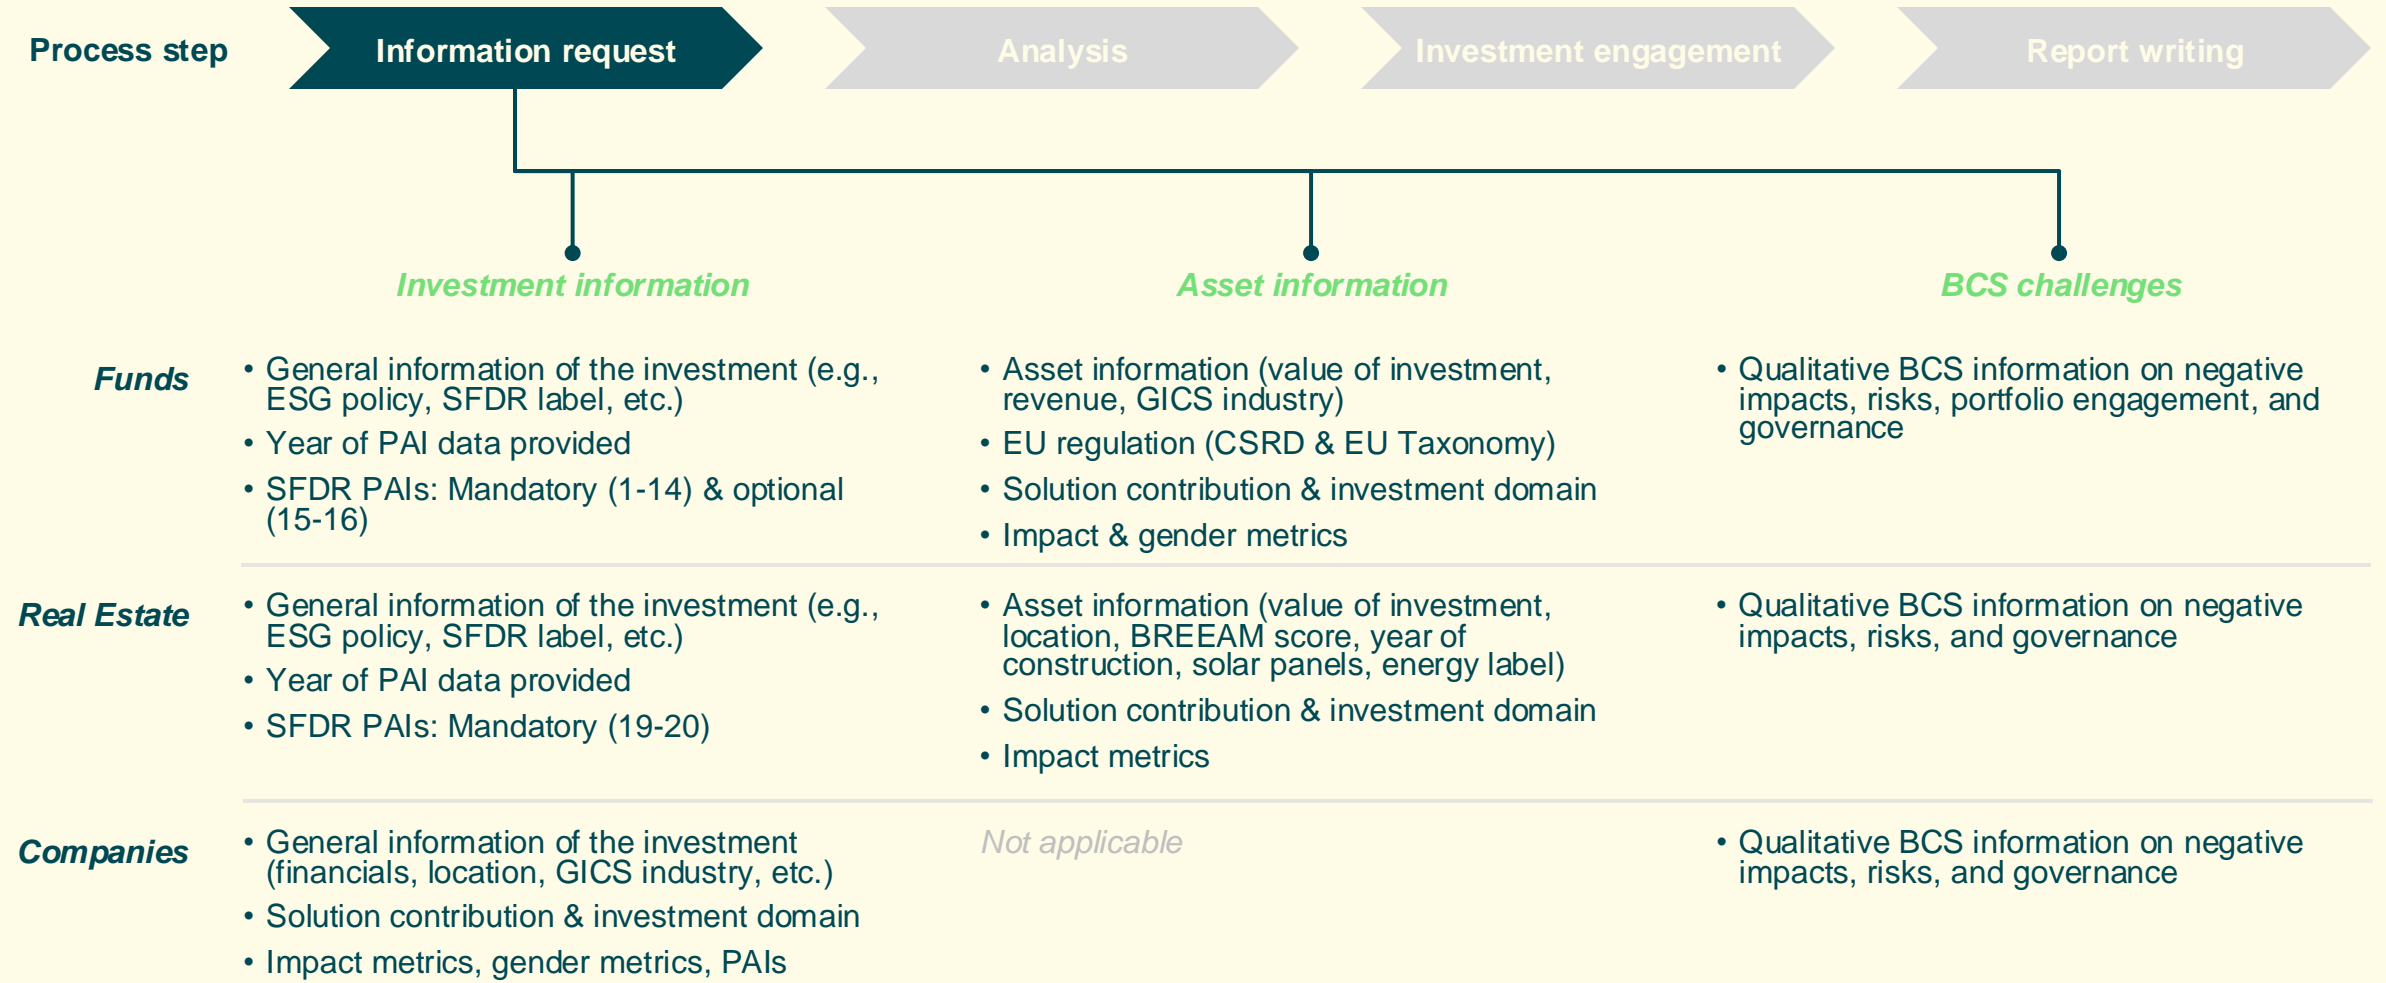 Process step
Information request
Analysis
Investment engagement
Report writing
Investment information
Asset information
BCS challenges
Funds
• General information of the investment (e.g.,
ESG policy, SFDR label, etc.)
• Year of PAI data provided
• SFDR PAIs: Mandatory (1-14) & optional
(15-16)
• Asset information (value of investment,
revenue, GICS industry)
• EU regulation (CSRD & EU Taxonomy)
• Solution contribution & investment domain
• Impact & gender metrics
• Qualitative BCS information on negative
impacts, risks, portfolio engagement, and
governance
Real Estate
• General information of the investment (e.g.,
ESG policy, SFDR label, etc.)
• Year of PAI data provided
• SFDR PAIs: Mandatory (19-20)
• Asset information (value of investment,
location, BREEAM score, year of
construction, solar panels, energy label)
• Solution contribution & investment domain
• Impact metrics
• Qualitative BCS information on negative
impacts, risks, and governance
Companies
• General information of the investment
(financials, location, GICS industry, etc.)
• Solution contribution & investment domain
• Impact metrics, gender metrics, PAIs
Not applicable
• Qualitative BCS information on negative
impacts, risks, and governance